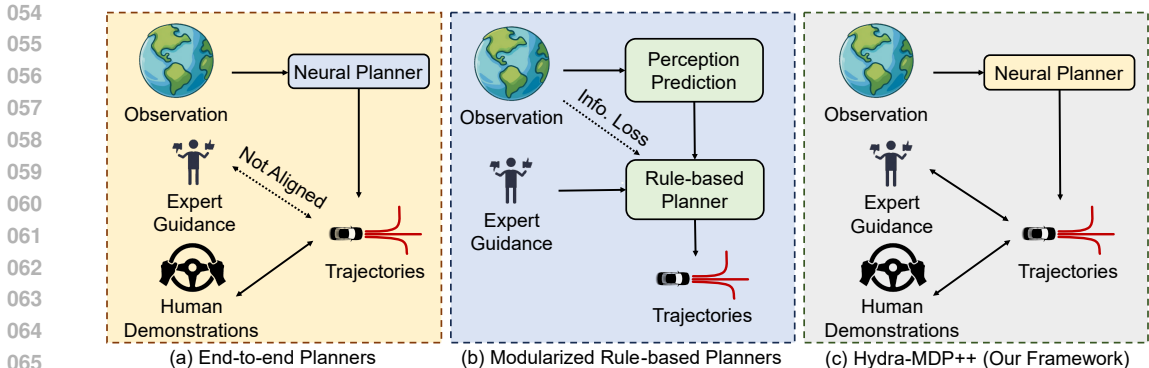 054
055
056
057
058
059
060
061
062
063
064
065
Observation
Neural Planner
Not Aligned
Expert
Guidance
Human
Demonstrations
Trajectories
(a) End-to-end Planners
Observation
Perception
Prediction
Info. Loss
Expert
Guidance
Rule-based
Planner
Trajectories
(b) Modularized Rule-based Planners
Observation
Neural Planner
Expert
Guidance
Human
Demonstrations
Trajectories
(c) Hydra-MDP++ (Our Framework)